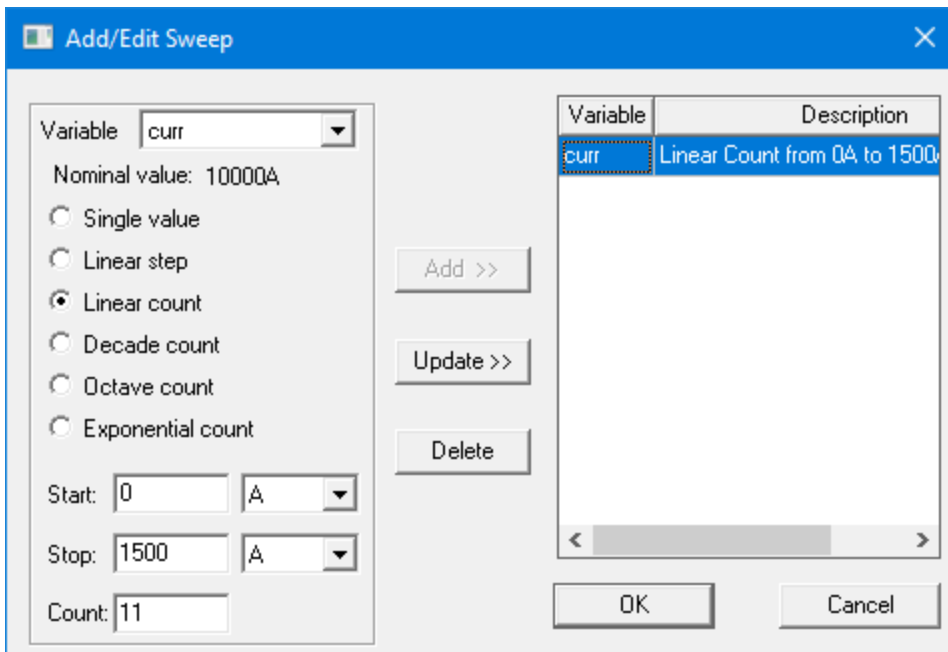 Add/Edit Sweep
Variable curr
Nominal value: 10000A
Single value
Linear step
Linear count
Decade count
Octave count
Exponential count
Start: 0 A
Stop: 1500 A
Count: 11
Add >>
Update >>
Delete
Variable Description
curr Linear Count from 0A to 1500
OK Cancel